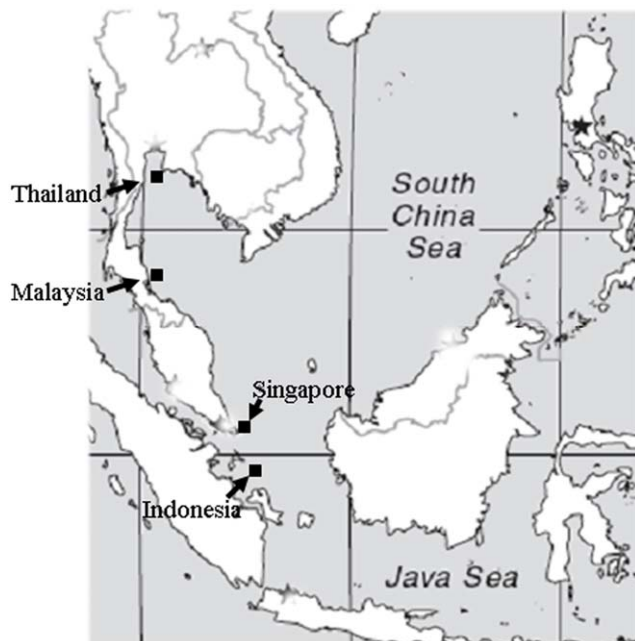 Thailand
South
China
Sea
Malaysia
Singapore
Indonesia
Java Sea